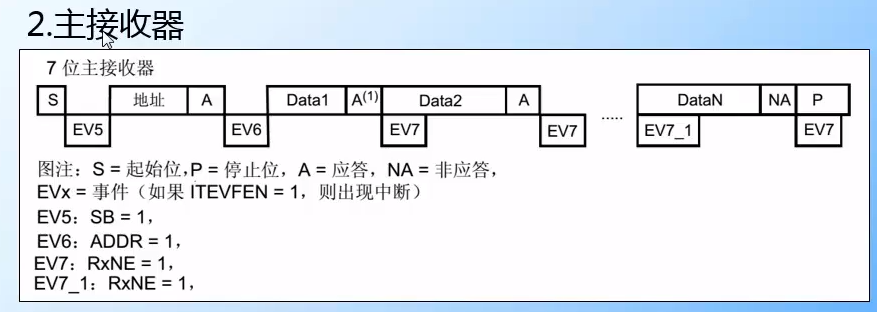 2.主接收器
7 位主接收器
S 地址 A Data1 A(1) Data2 A ..... DataN NA P
EV5 EV6 EV7 EV7 EV7_1 EV7
图注：S = 起始位,P = 停止位，A = 应答，NA = 非应答，
EVx = 事件（如果 ITEVFEN = 1，则出现中断）
EV5：SB = 1，
EV6：ADDR = 1，
EV7：RxNE = 1，
EV7_1：RxNE = 1，